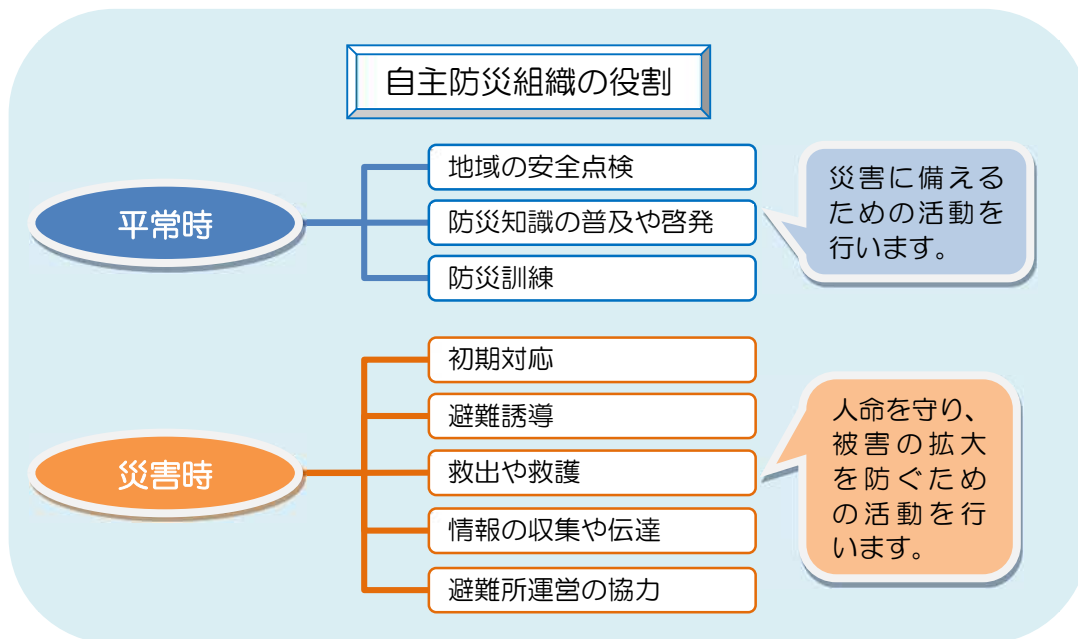 自主防災組織の役割
平常時
地域の安全点検
防災知識の普及や啓発
防災訓練
災害に備える
ための活動を
行います。
災害時
初期対応
避難誘導
救出や救護
情報の収集や伝達
避難所運営の協力
人命を守り、
被害の拡大
を防ぐため
の活動を行
います。